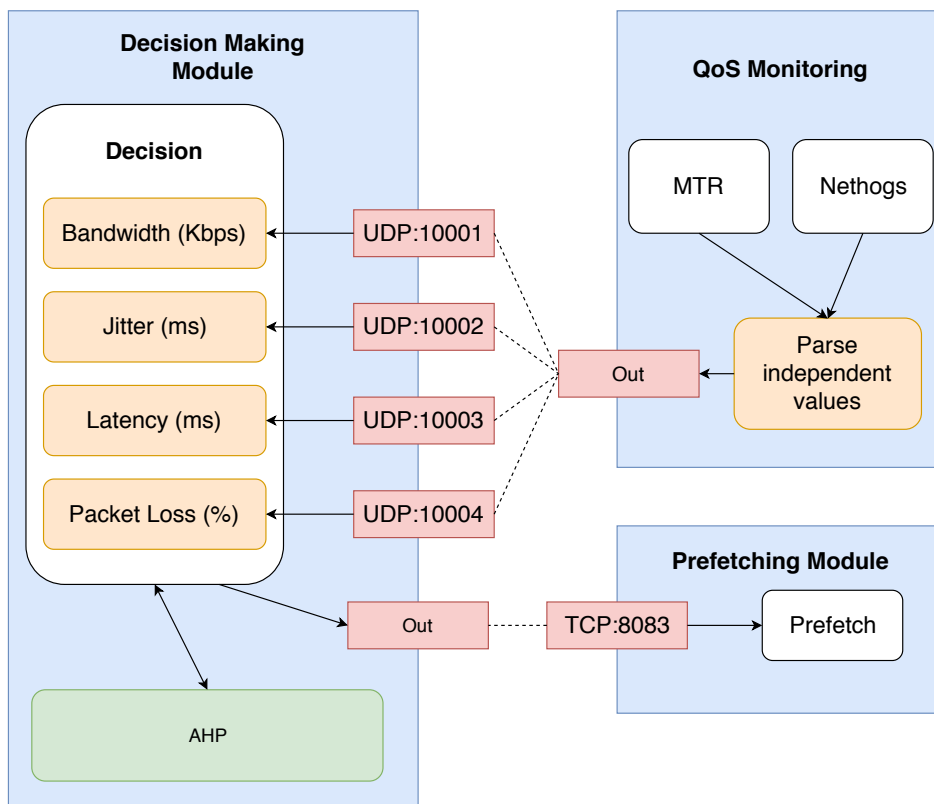 Decision Making
Module
Decision
Bandwidth (Kbps)
Jitter (ms)
Latency (ms)
Packet Loss (%)
UDP:10001
UDP:10002
UDP:10003
UDP:10004
Out
AHP
QoS Monitoring
MTR
Nethogs
Parse
independent
values
Out
Prefetching Module
TCP:8083
Prefetch